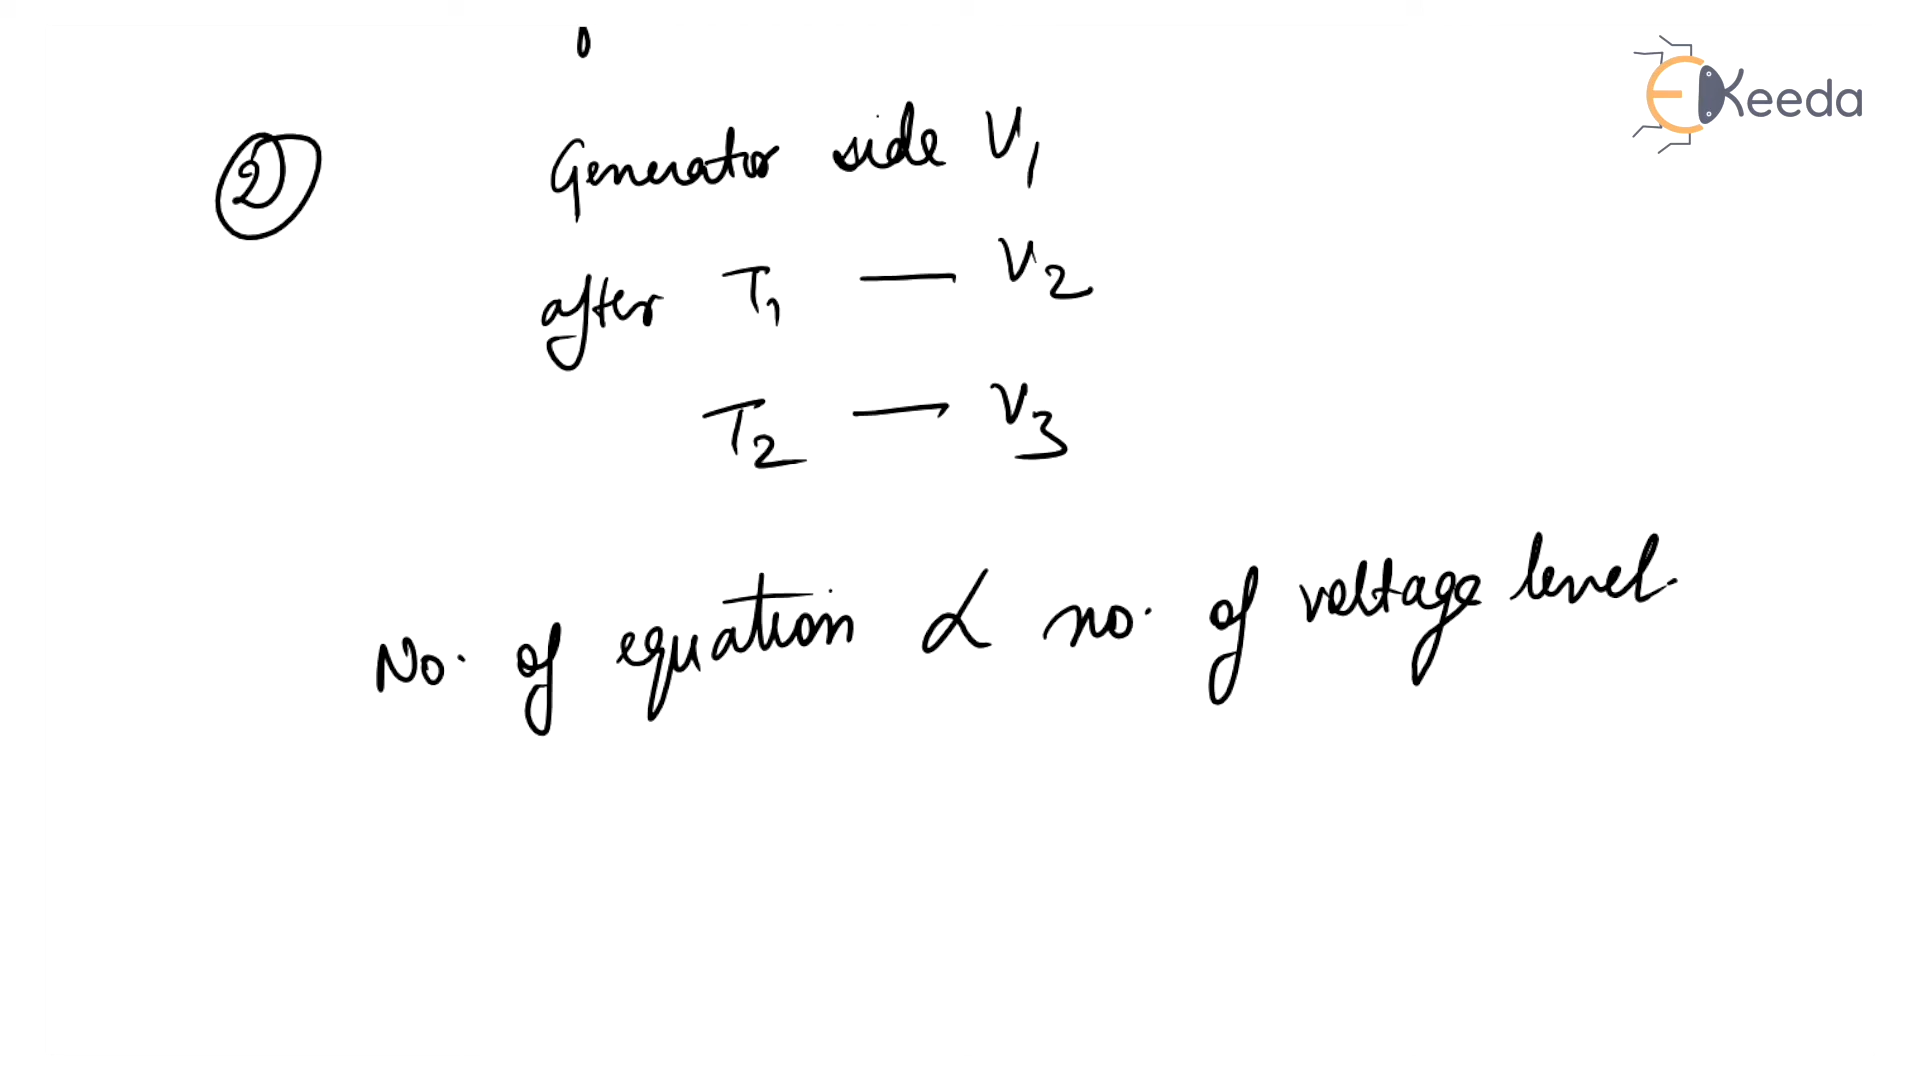 EKeeda
② Generator side V₁
after T₁ — V₂
T₂ — V₃
No. of equation ∝ no. of voltage level.